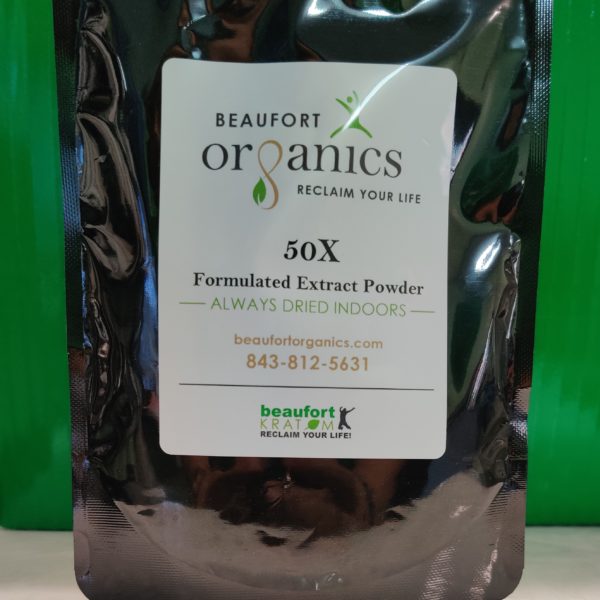 BEAUFORT
organics
RECLAIM YOUR LIFE
50X
Formulated Extract Powder
ALWAYS DRIED INDOORS
beaufortorganics.com
843-812-5631
beaufort
KRATOM
RECLAIM YOUR LIFE!